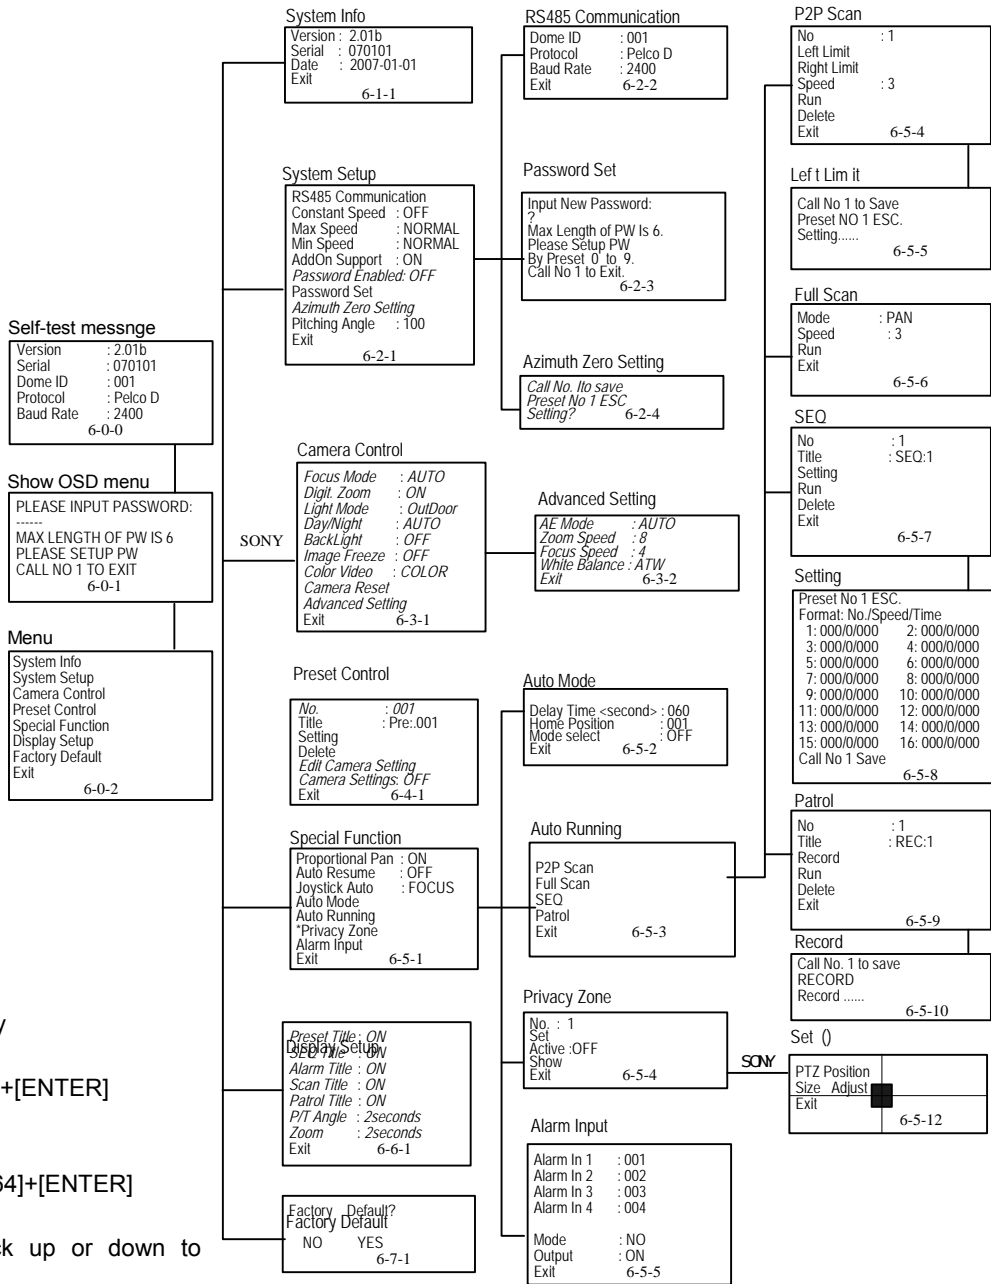 Self-test messnge
Version : 2.01b
Serial : 070101
Dome ID : 001
Protocol : Pelco D
Baud Rate : 2400
6-0-0
Show OSD menu
PLEASE INPUT PASSWORD:
------
MAX LENGTH OF PW IS 6
PLEASE SETUP PW
CALL NO 1 TO EXIT
6-0-1
Menu
System Info
System Setup
Camera Control
Preset Control
Special Function
Display Setup
Factory Default
Exit
6-0-2
y
+[ENTER]
64]+[ENTER]
ck up or down to
System Info
Version : 2.01b
Serial : 070101
Date : 2007-01-01
Exit
6-1-1
System Setup
RS485 Communication
Constant Speed : OFF
Max Speed : NORMAL
Min Speed : NORMAL
AddOn Support : ON
Password Enabled: OFF
Password Set
Azimuth Zero Setting
Pitching Angle : 100
Exit
6-2-1
SONY
Camera Control
Focus Mode : AUTO
Digit. Zoom : ON
Light Mode : OutDoor
Day/Night : AUTO
BackLight : OFF
Image Freeze : OFF
Color Video : COLOR
Camera Reset
Advanced Setting
Exit 6-3-1
Preset Control
No. : 001
Title : Pre:.001
Setting
Delete
Edit Camera Setting
Camera Settings: OFF
Exit 6-4-1
Special Function
Proportional Pan : ON
Auto Resume : OFF
Joystick Auto : FOCUS
Auto Mode
Auto Running
*Privacy Zone
Alarm Input
Exit 6-5-1
Display Setup
Preset Title : ON
SEQ Title : ON
Alarm Title : ON
Scan Title : ON
Patrol Title : ON
P/T Angle : 2seconds
Zoom : 2seconds
Exit 6-6-1
Factory Default?
Factory Default
NO YES
6-7-1
RS485 Communication
Dome ID : 001
Protocol : Pelco D
Baud Rate : 2400
Exit 6-2-2
Password Set
Input New Password:
?
Max Length of PW Is 6.
Please Setup PW
By Preset 0 to 9.
Call No 1 to Exit.
6-2-3
Azimuth Zero Setting
Call No. Ito save
Preset No 1 ESC
Setting? 6-2-4
Advanced Setting
AE Mode : AUTO
Zoom Speed : 8
Focus Speed : 4
White Balance : ATW
Exit 6-3-2
Auto Mode
Delay Time <second> : 060
Home Position : 001
Mode select : OFF
Exit 6-5-2
Auto Running
P2P Scan
Full Scan
SEQ
Patrol
Exit 6-5-3
Privacy Zone
No. : 1
Set
Active :OFF
Show
Exit 6-5-4
SONY
Alarm Input
Alarm In 1 : 001
Alarm In 2 : 002
Alarm In 3 : 003
Alarm In 4 : 004
Mode : NO
Output : ON
Exit 6-5-5
P2P Scan
No : 1
Left Limit
Right Limit
Speed : 3
Run
Delete
Exit 6-5-4
Lef t Lim it
Call No 1 to Save
Preset NO 1 ESC.
Setting......
6-5-5
Full Scan
Mode : PAN
Speed : 3
Run
Exit
6-5-6
SEQ
No : 1
Title : SEQ:1
Setting
Run
Delete
Exit
6-5-7
Setting
Preset No 1 ESC.
Format: No./Speed/Time
1: 000/0/000 2: 000/0/000
3: 000/0/000 4: 000/0/000
5: 000/0/000 6: 000/0/000
7: 000/0/000 8: 000/0/000
9: 000/0/000 10: 000/0/000
11: 000/0/000 12: 000/0/000
13: 000/0/000 14: 000/0/000
15: 000/0/000 16: 000/0/000
Call No 1 Save
6-5-8
Patrol
No : 1
Title : REC:1
Record
Run
Delete
Exit
6-5-9
Record
Call No. 1 to save
RECORD
Record ......
6-5-10
Set ()
PTZ Position
Size Adjust
Exit
6-5-12